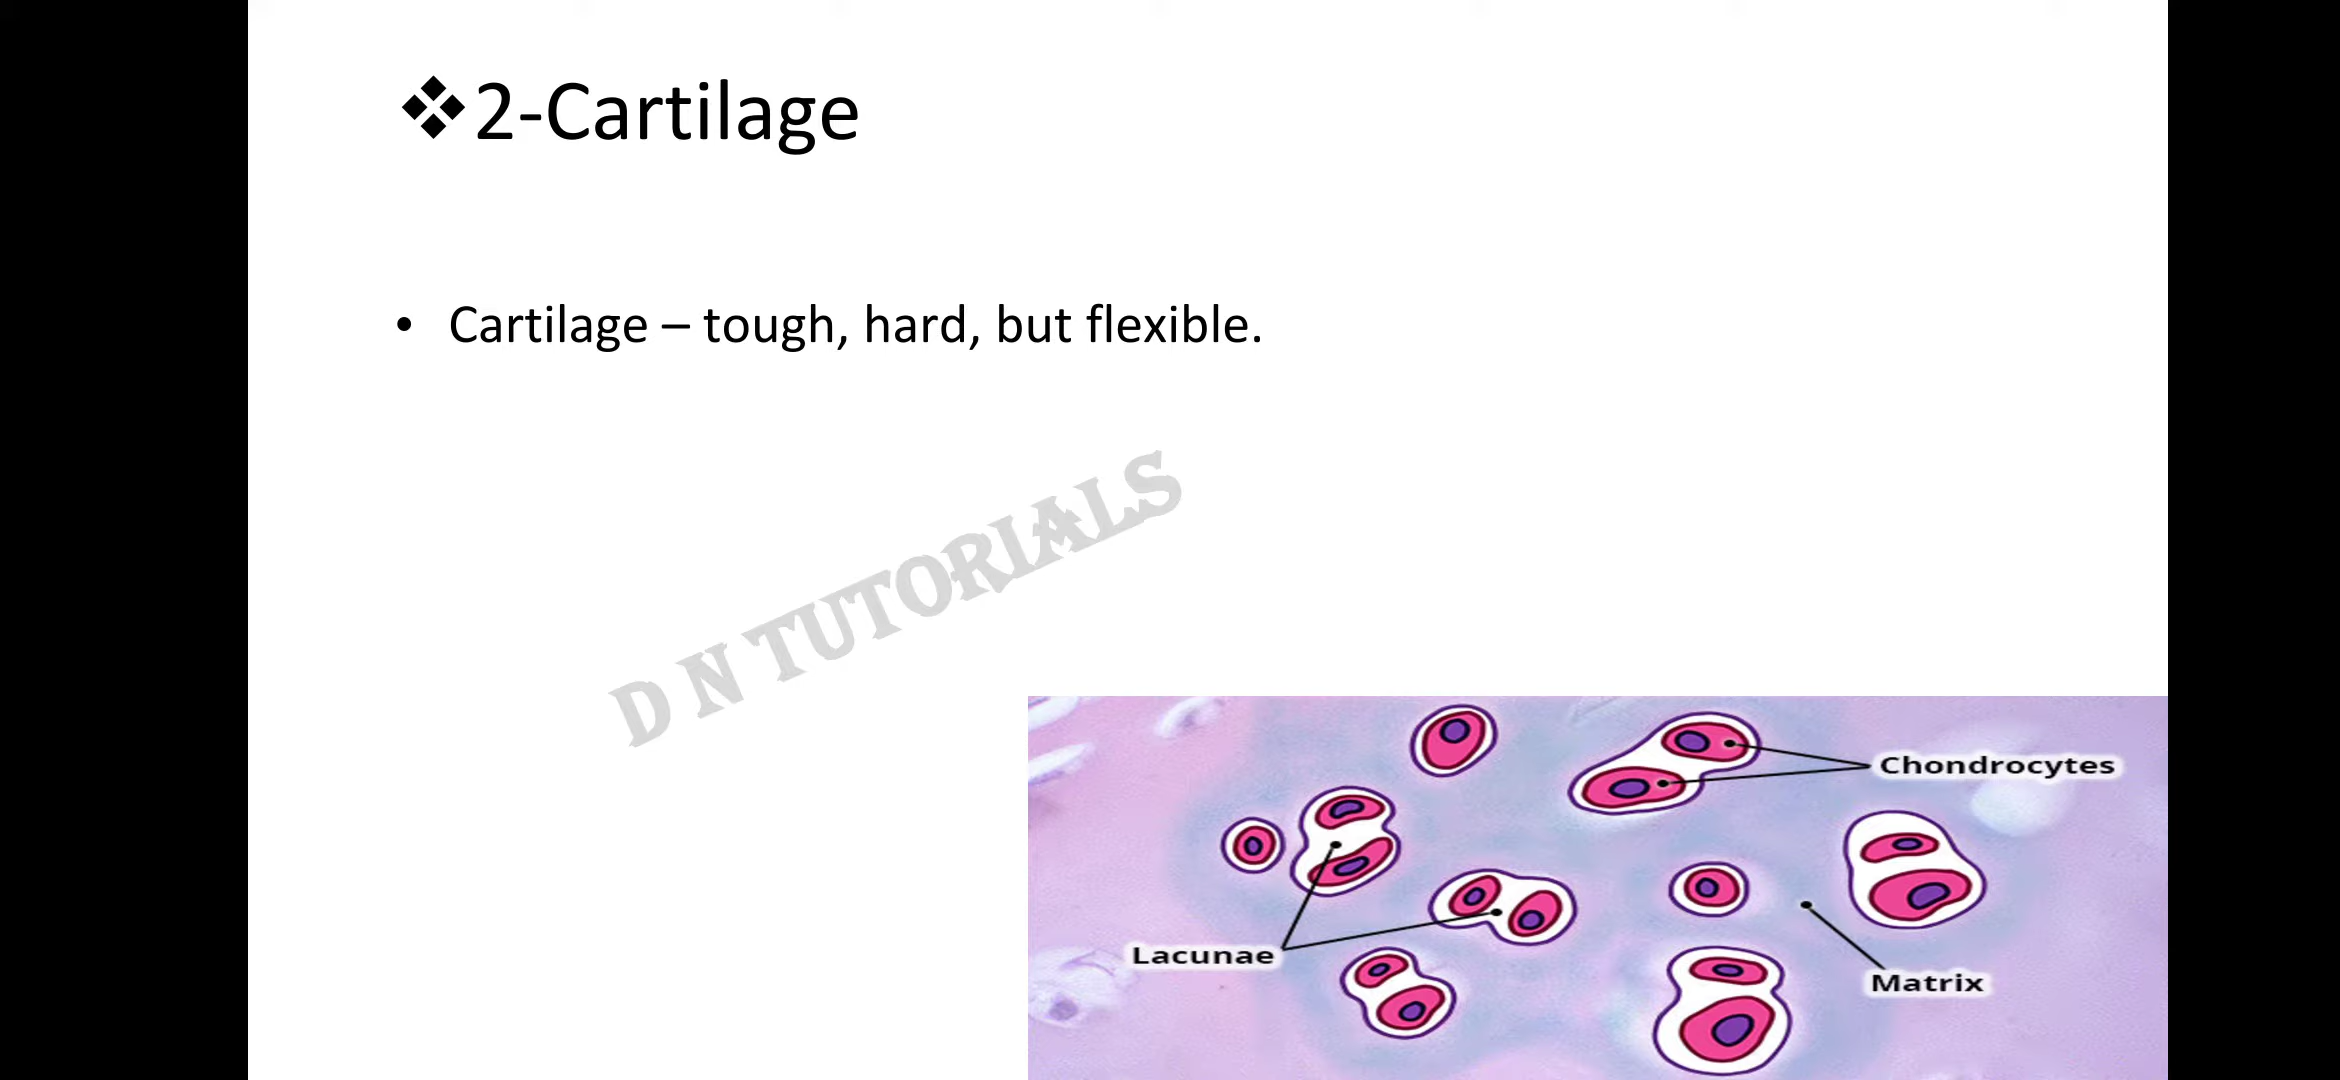 ❖2-Cartilage
• Cartilage – tough, hard, but flexible.
D N TUTORIALS
Chondrocytes
Lacunae
Matrix